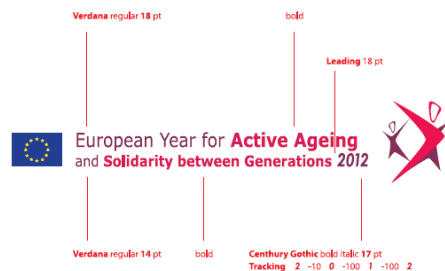 Verdana regular 18 pt
bold
Leading 18 pt
European Year for Active Ageing
and Solidarity between Generations 2012
Verdana regular 14 pt
bold
Centhury Gothic bold Italic 17 pt
Tracking 2 -10 0 -100 1 -100 2